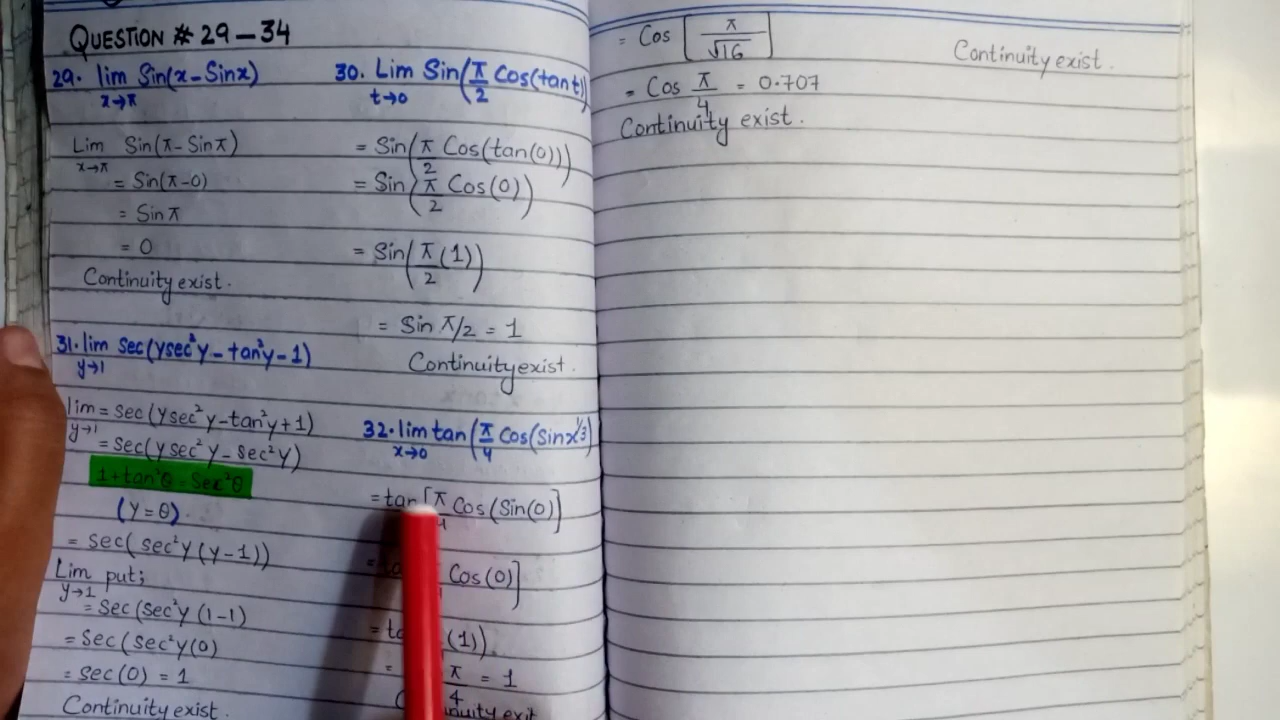 QUESTION # 29-34
29. lim Sin(x-Sinx)
x→π
Lim Sin(π-Sinπ)
x→π
= Sin(π-0)
= Sin π
= 0
Continuity exist.
30. Lim Sin(π/2 Cos(tan t))
t→0
= Sin(π/2 Cos(tan(0)))
= Sin(π/2 Cos(0))
= Sin(π/2 (1))
= Sin π/2 = 1
Continuity exist.
31. lim sec(ysec²y-tan²y-1)
y→1
lim = sec(ysec²y-tan²y+1)
y→1
= sec(ysec²y-sec²y)
1+tan²θ = Sec²θ
(y=θ).
= sec(sec²y(y-1))
Lim put;
y→1
= Sec(sec²y(1-1)
= Sec(sec²y(0)
= sec(0) = 1
Continuity exist.
32. lim tan(π/4 Cos(Sinx^1/3)
x→0
= tan[π/4 Cos(Sin(0)]
Cos(0)]
(1))
π/4 = 1
= Cos [π/√16]
= Cos π/4 = 0.707
Continuity exist.
Continuity exist.